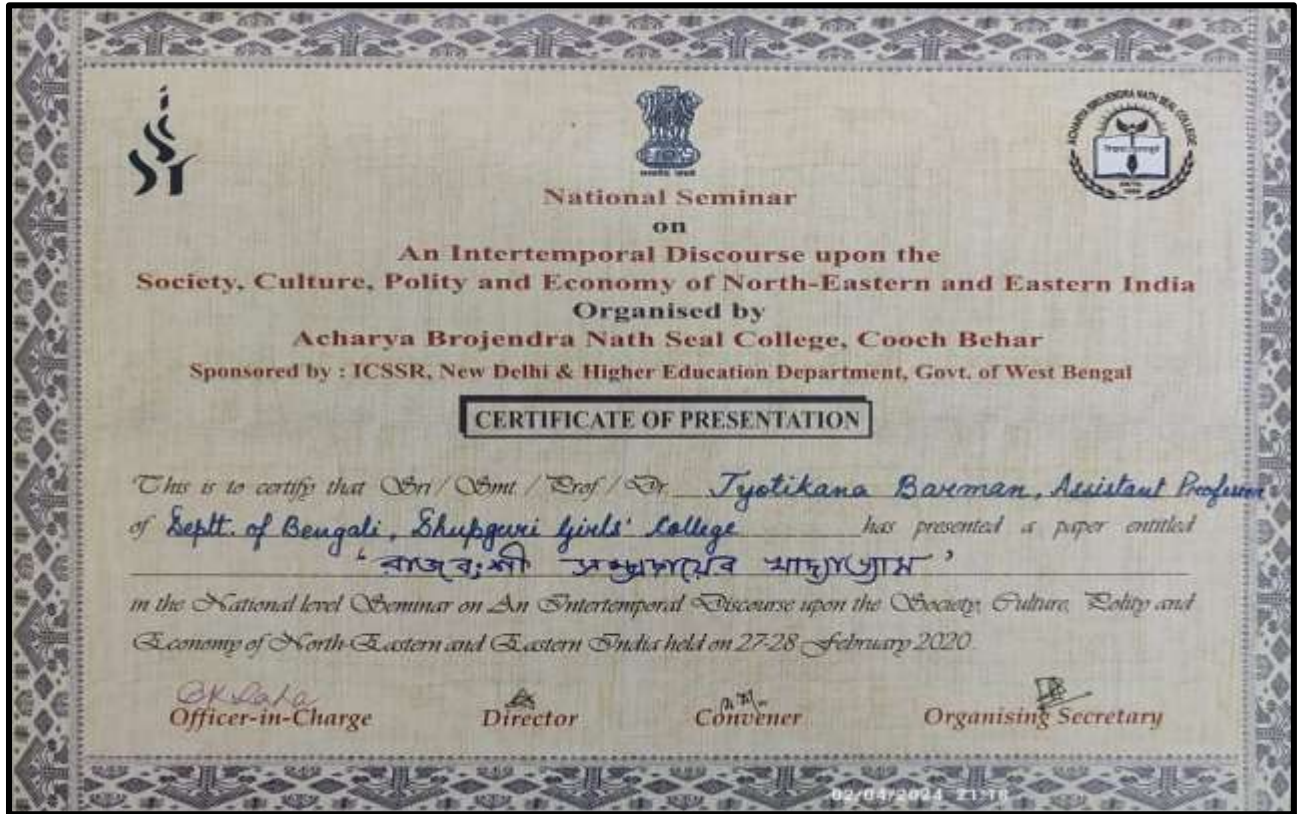 ACHARYA BROJENDRA NATH SEAL COLLEGE
National Seminar
on
An Intertemporal Discourse upon the
Society, Culture, Polity and Economy of North-Eastern and Eastern India
Organised by
Acharya Brojendra Nath Seal College, Cooch Behar
Sponsored by : ICSSR, New Delhi & Higher Education Department, Govt. of West Bengal
CERTIFICATE OF PRESENTATION
This is to certify that Sri / Smt. / Prof / Dr. Jyotikana Barman, Assistant Professor
of Deptt. of Bengali, Dhupguri Girls' College has presented a paper entitled
‘রাজবংশী সম্প্রদায়ের খাদ্যাভ্যাস’
in the National level Seminar on An Intertemporal Discourse upon the Society, Culture, Polity and
Economy of North-Eastern and Eastern India held on 27-28 February 2020.
Officer-in-Charge Director Convener Organising Secretary
02/04/2024 21:18